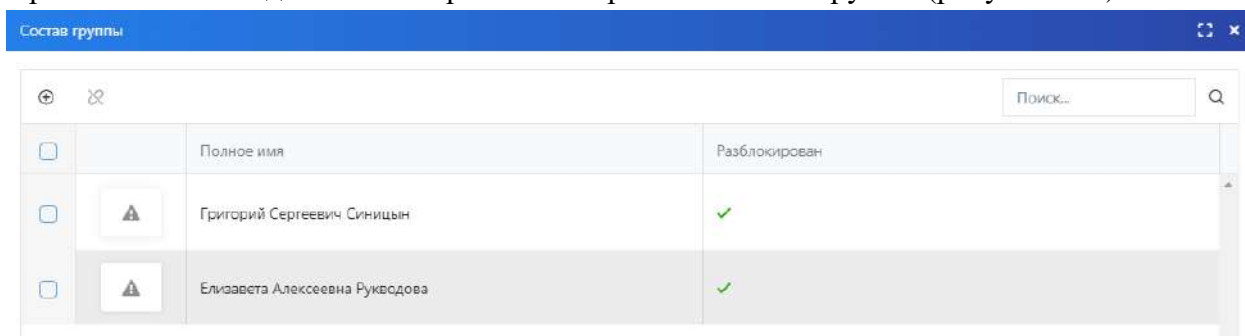 Состав группы
Поиск...
Полное имя
Разблокирован
Григорий Сергеевич Синицын
Елизавета Алексеевна Рукводова